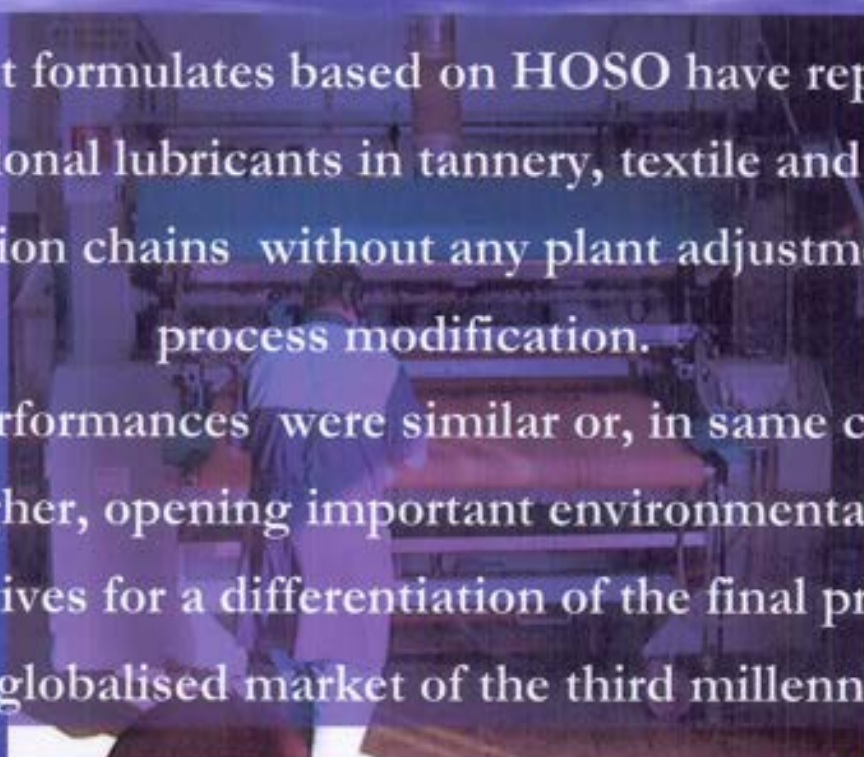 t formulates based on HOSO have rep
ional lubricants in tannery, textile and
ion chains without any plant adjustm
process modification.
rformances were similar or, in same c
her, opening important environmenta
ives for a differentiation of the final pr
globalised market of the third millenn